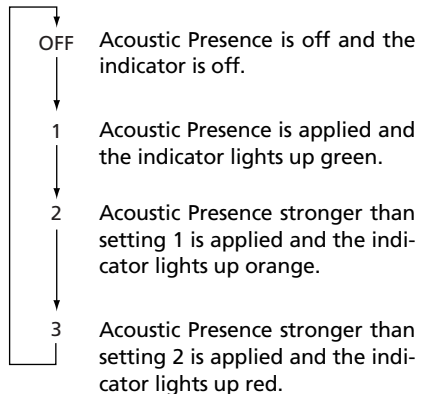 OFF Acoustic Presence is off and the
indicator is off.
1 Acoustic Presence is applied and
the indicator lights up green.
2 Acoustic Presence stronger than
setting 1 is applied and the indi-
cator lights up orange.
3 Acoustic Presence stronger than
setting 2 is applied and the indi-
cator lights up red.